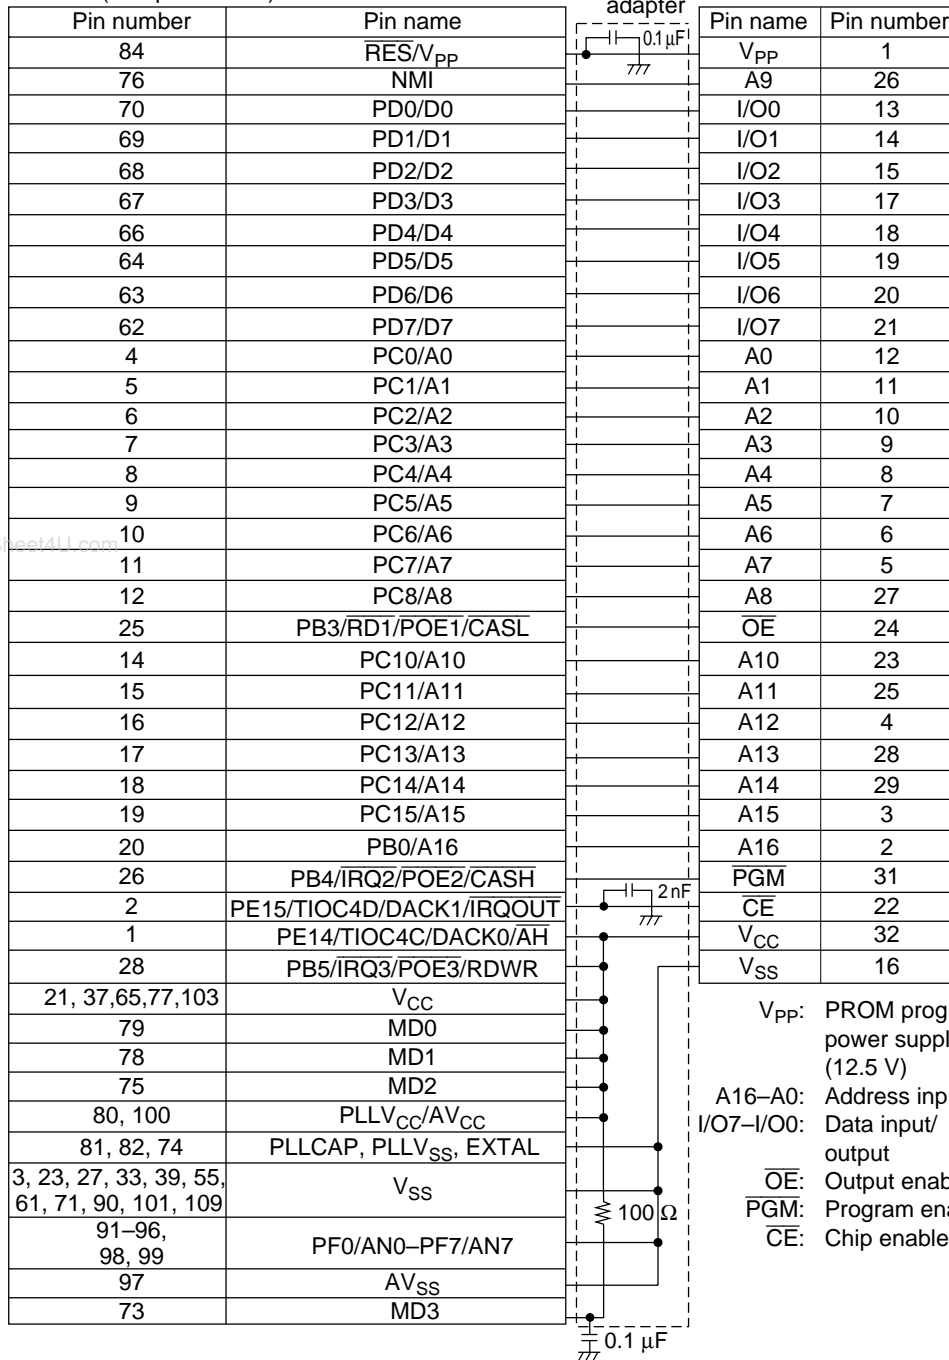 adapter
Pin number Pin name Pin name Pin number
84 RES/VPP 0.1 μF VPP 1
76 NMI A9 26
70 PD0/D0 I/O0 13
69 PD1/D1 I/O1 14
68 PD2/D2 I/O2 15
67 PD3/D3 I/O3 17
66 PD4/D4 I/O4 18
64 PD5/D5 I/O5 19
63 PD6/D6 I/O6 20
62 PD7/D7 I/O7 21
4 PC0/A0 A0 12
5 PC1/A1 A1 11
6 PC2/A2 A2 10
7 PC3/A3 A3 9
8 PC4/A4 A4 8
9 PC5/A5 A5 7
heet4U.com
10 PC6/A6 A6 6
11 PC7/A7 A7 5
12 PC8/A8 A8 27
25 PB3/RD1/POE1/CASL OE 24
14 PC10/A10 A10 23
15 PC11/A11 A11 25
16 PC12/A12 A12 4
17 PC13/A13 A13 28
18 PC14/A14 A14 29
19 PC15/A15 A15 3
20 PB0/A16 A16 2
26 PB4/IRQ2/POE2/CASH PGM 31
2 PE15/TIOC4D/DACK1/IRQOUT 2 nF CE 22
1 PE14/TIOC4C/DACK0/AH VCC 32
28 PB5/IRQ3/POE3/RDWR VSS 16
21, 37,65,77,103 VCC
79 MD0
78 MD1
75 MD2
80, 100 PLLVCC/AVCC
81, 82, 74 PLLCAP, PLLVSS, EXTAL
3, 23, 27, 33, 39, 55,
61, 71, 90, 101, 109 VSS
100 Ω
91–96,
98, 99 PF0/AN0–PF7/AN7
97 AVSS
73 MD3
0.1 μF
VPP: PROM prog
power suppl
(12.5 V)
A16–A0: Address inp
I/O7–I/O0: Data input/
output
OE: Output enab
PGM: Program ena
CE: Chip enable